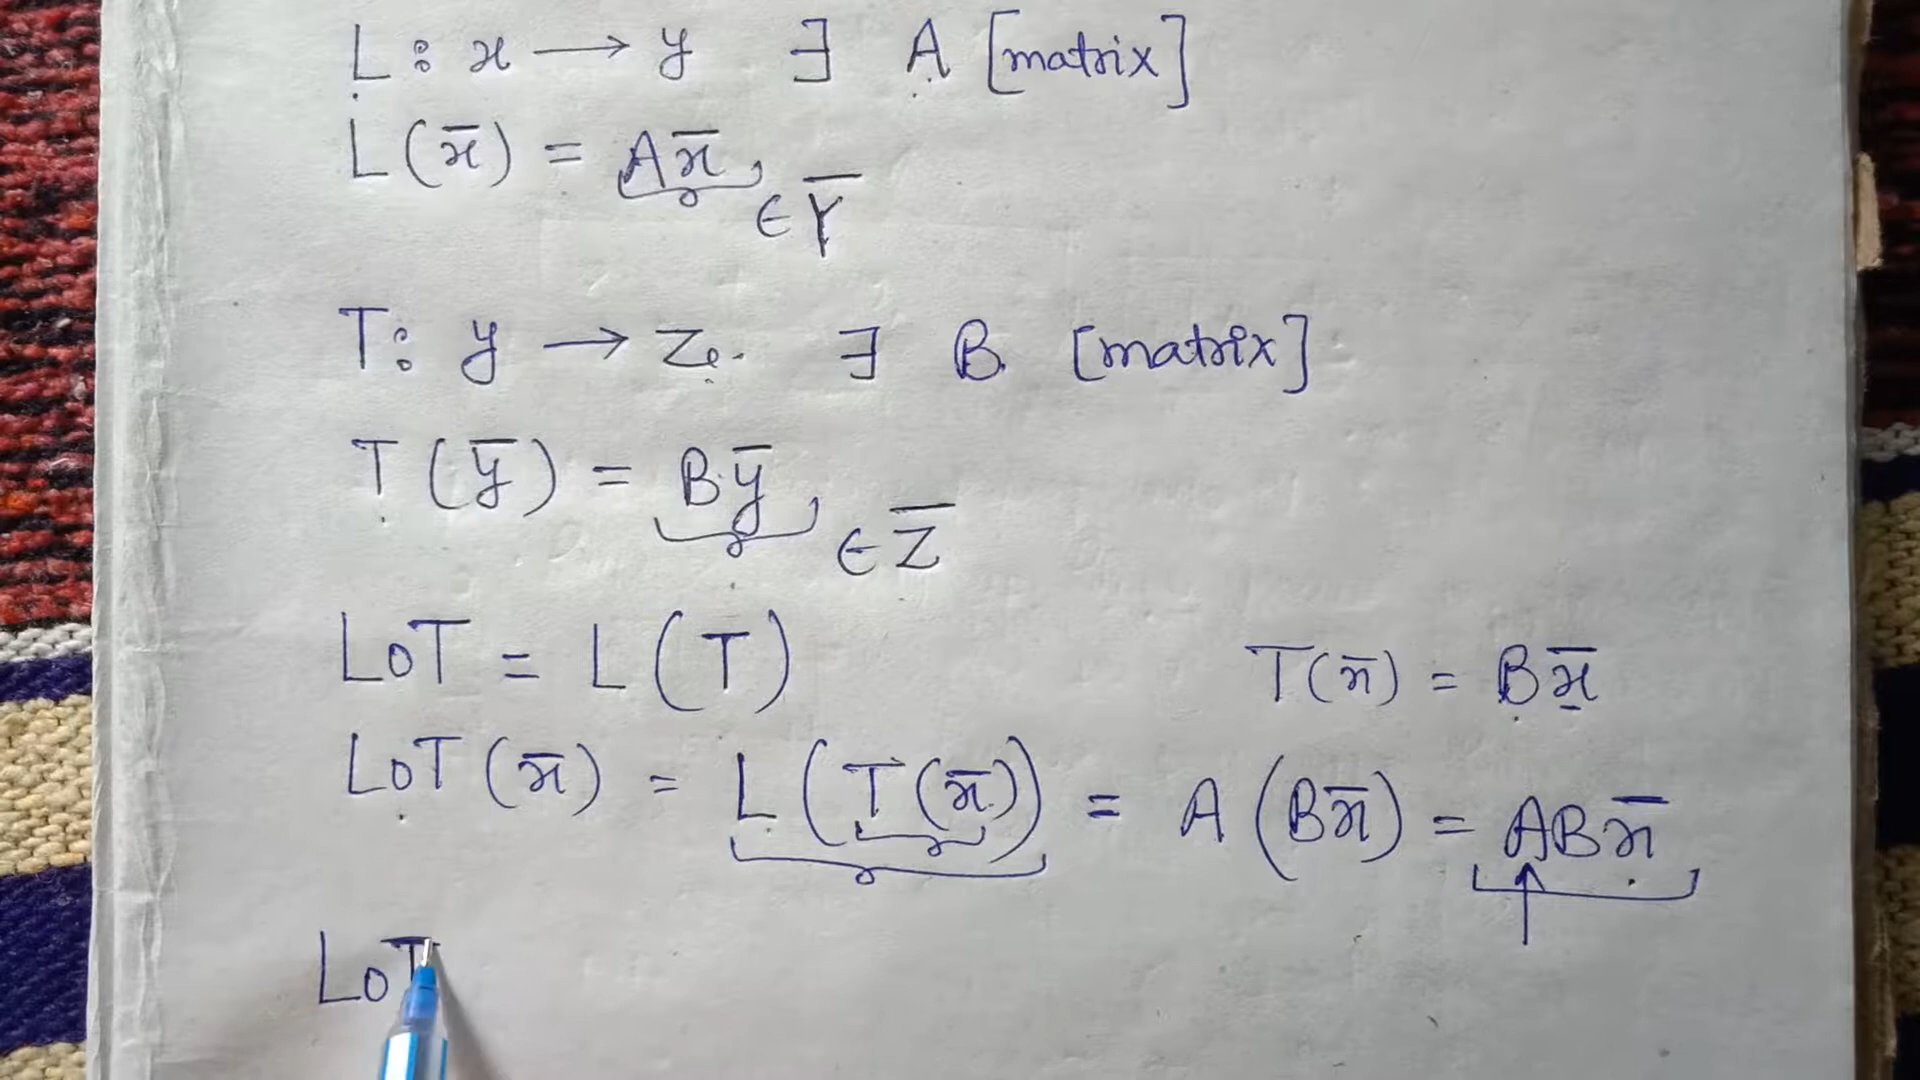 L : x → y ∃ A [matrix]
L(x̄) = Ax̄, ∈ Ȳ
T : y → Z. ∃ B [matrix]
T(ȳ) = Bȳ, ∈ Z̄
LoT = L(T)
T(x̄) = Bx̄
LoT(x̄) = L(T(x̄)) = A(Bx̄) = ABx̄
LoT